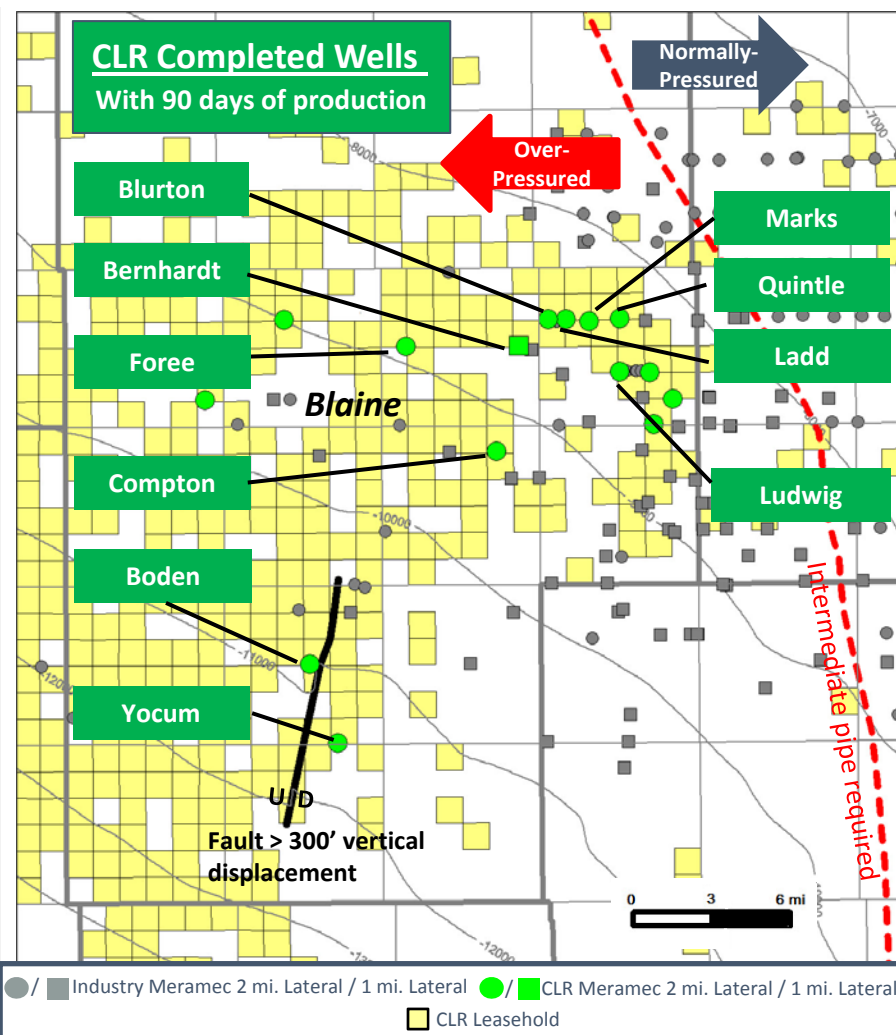 CLR Completed Wells
With 90 days of production
Normally-
Pressured
Over-
Pressured
-7000
-8000
Blurton
Bernhardt
Foree
Compton
Boden
Yocum
Marks
Quintle
Ladd
Ludwig
Blaine
-10000
-11000
-12000
U/D
Fault > 300’ vertical
displacement
Intermediate pipe required
0 3 6 mi
-12000
Industry Meramec 2 mi. Lateral / 1 mi. Lateral
CLR Meramec 2 mi. Lateral / 1 mi. Lateral
CLR Leasehold